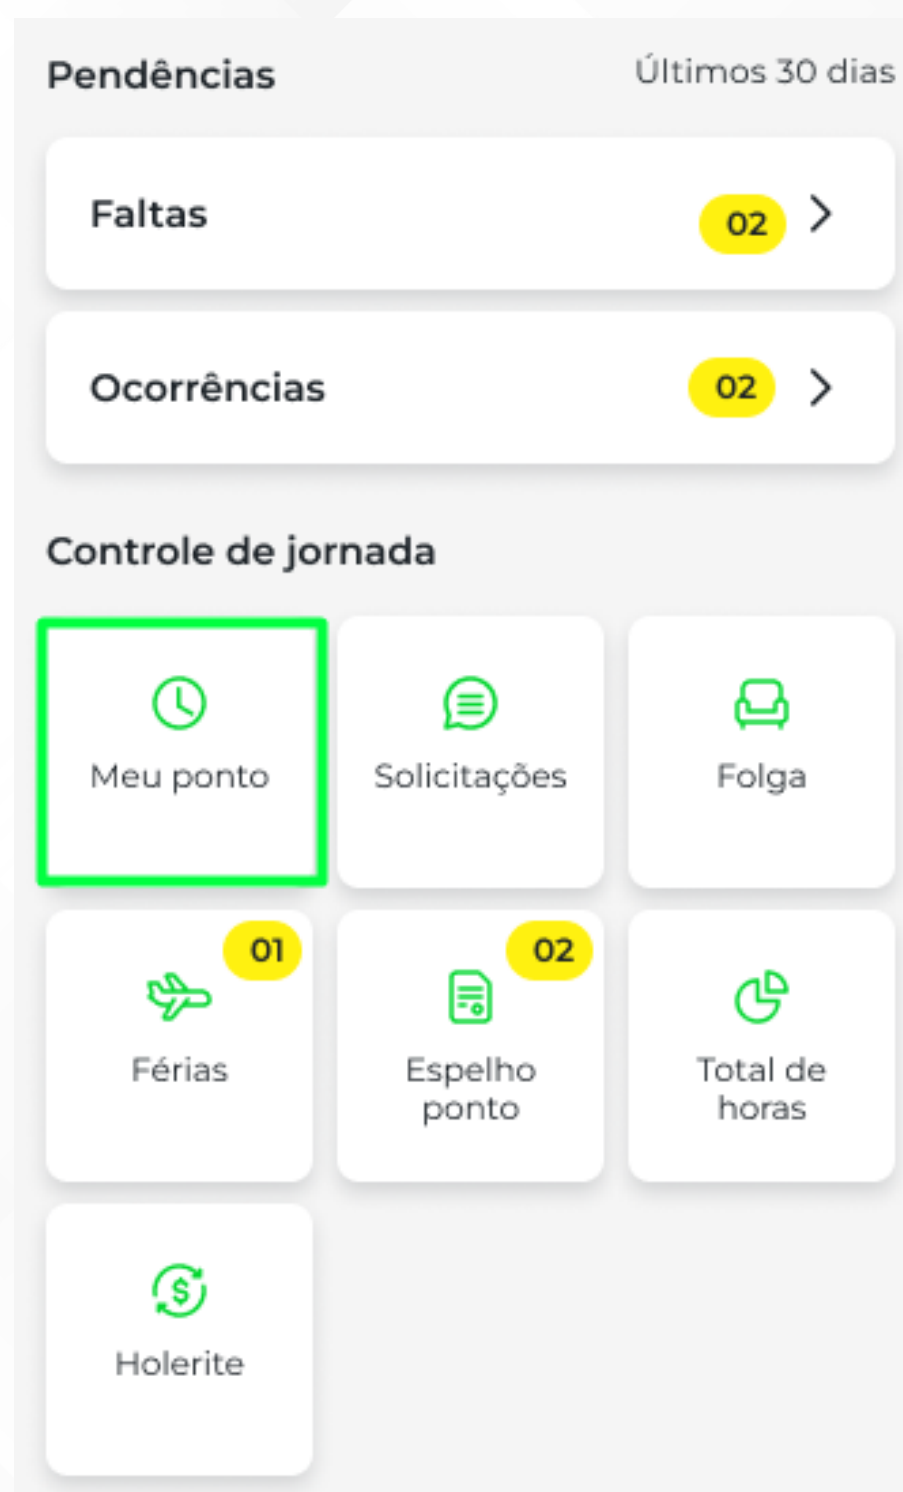 Pendências
Últimos 30 dias
Faltas
02
Ocorrências
02
Controle de jornada
Meu ponto
Solicitações
Folga
01
Férias
02
Espelho
ponto
Total de
horas
$
Holerite